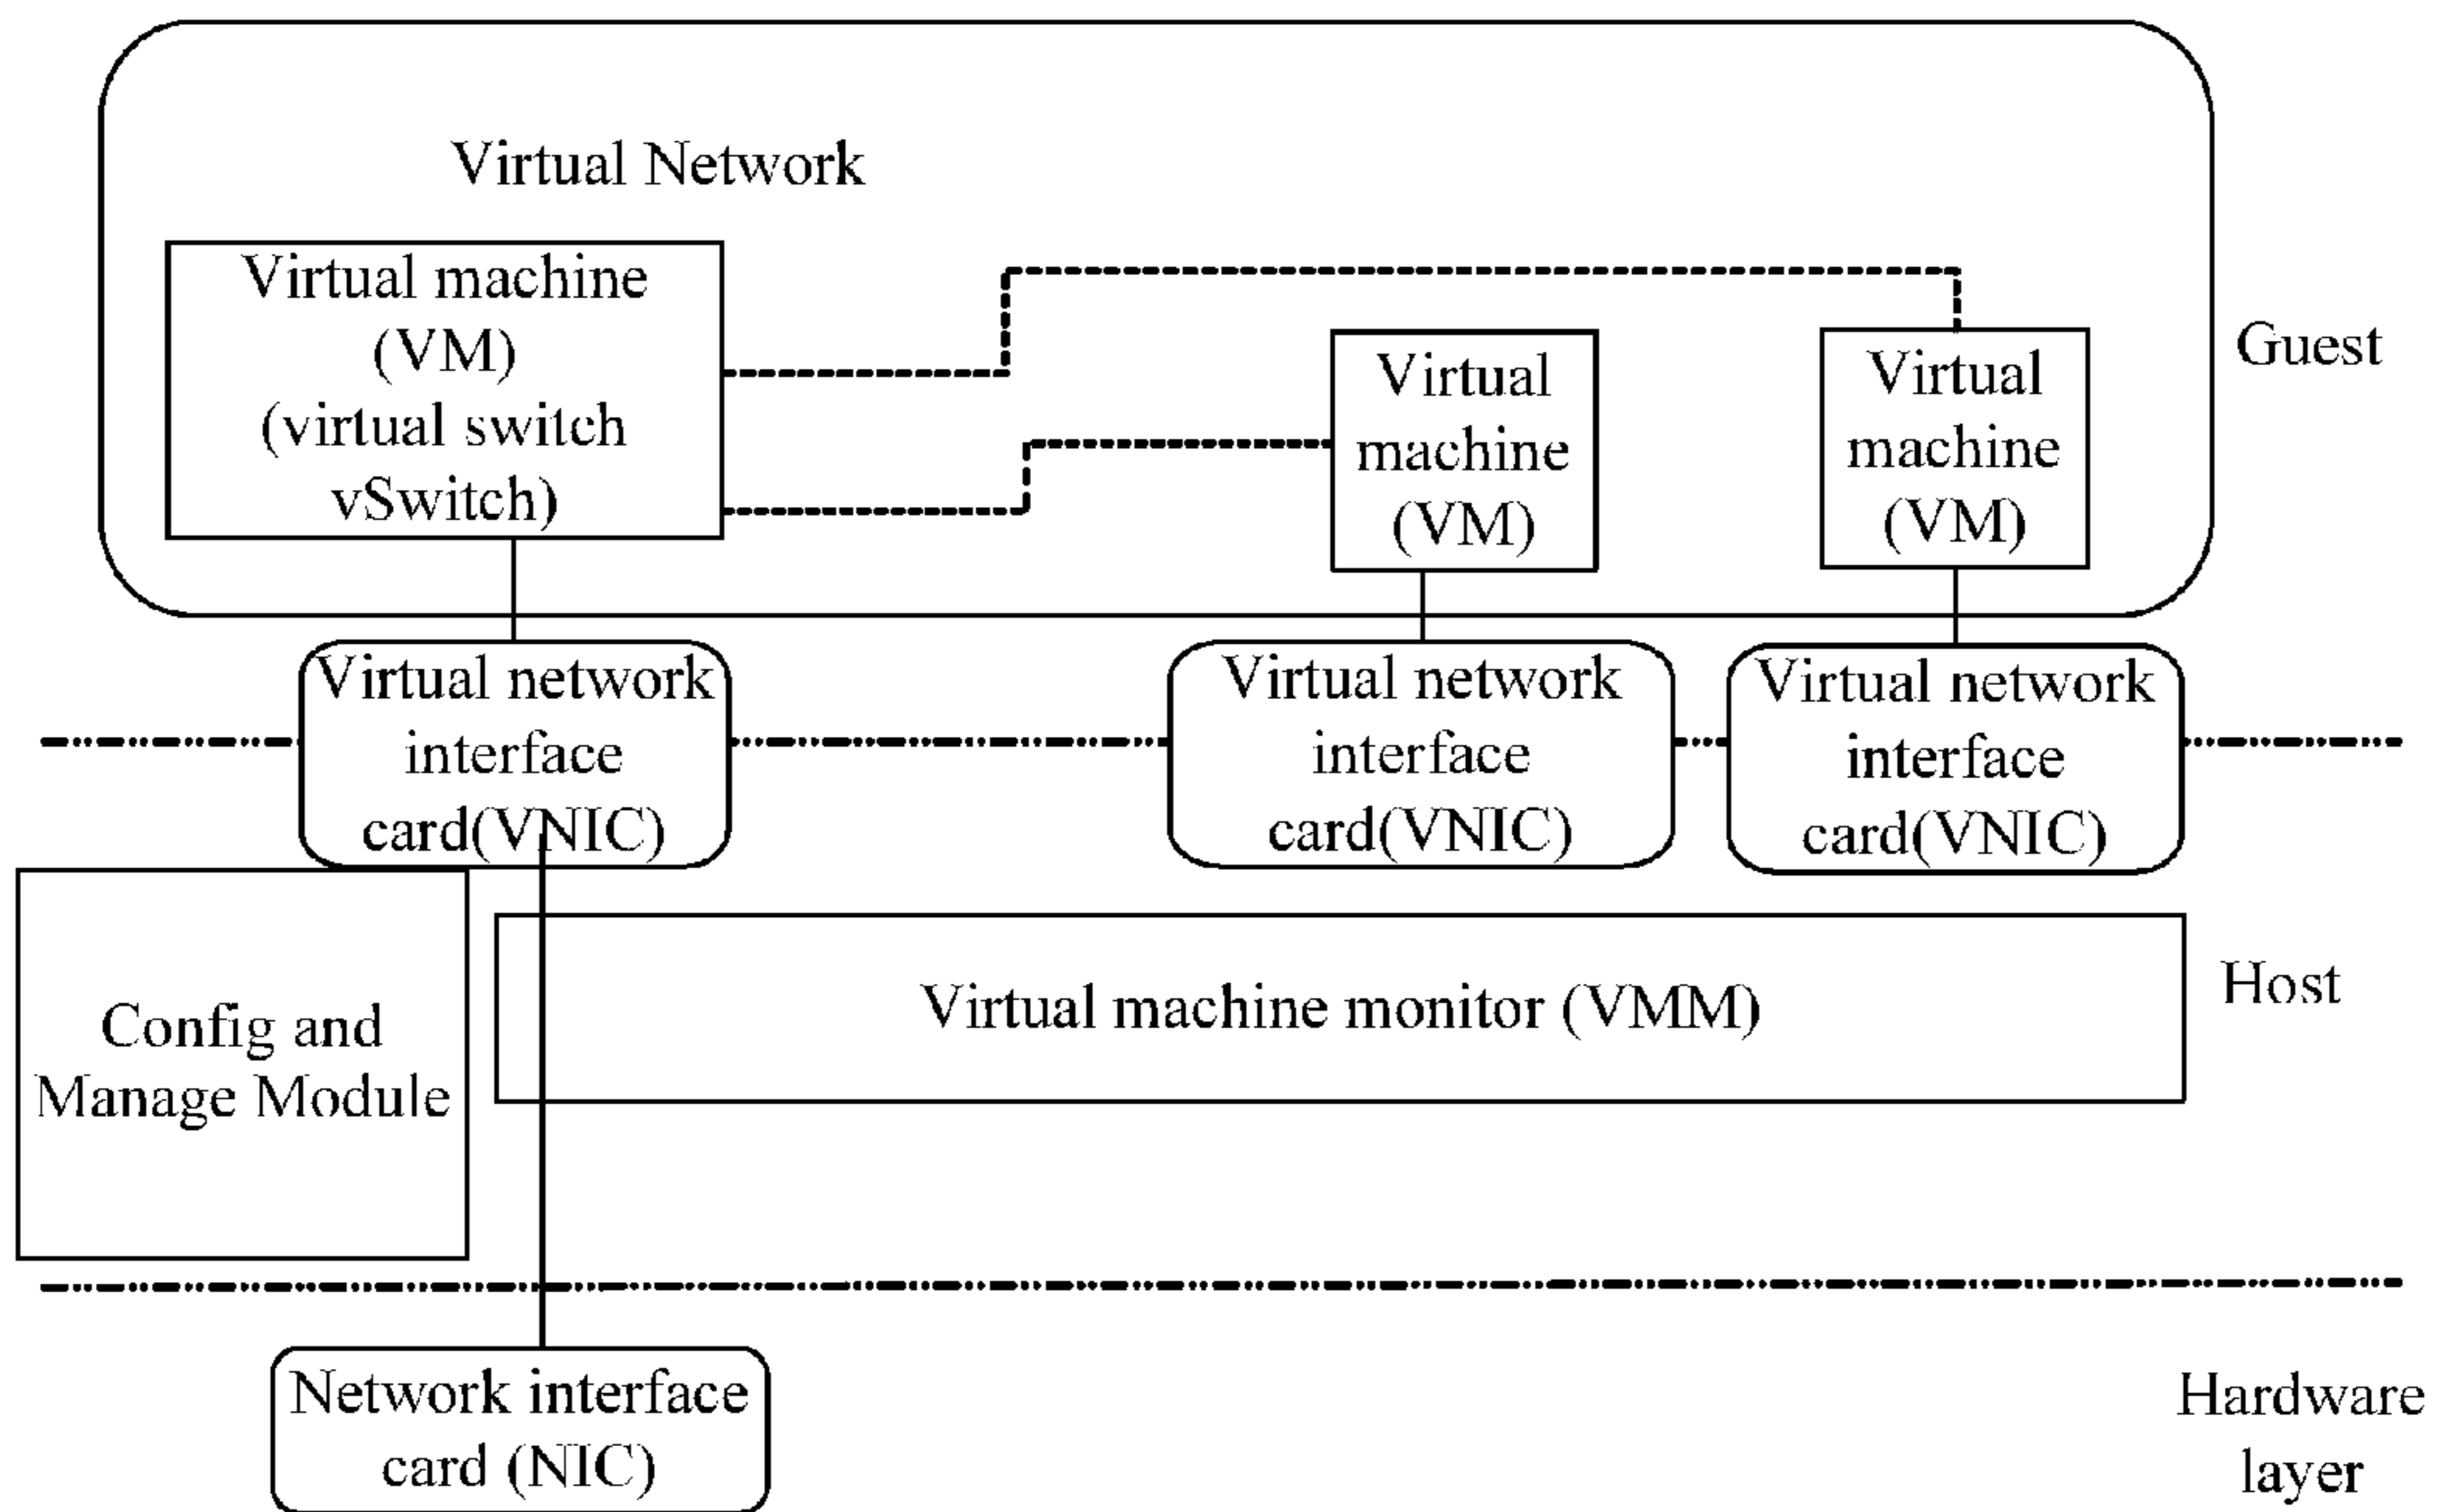 Virtual Network
Virtual machine
(VM)
(virtual switch
vSwitch)
Virtual
machine
(VM)
Virtual
machine
(VM)
Guest
Virtual network
interface
card(VNIC)
Virtual network
interface
card(VNIC)
Virtual network
interface
card(VNIC)
Config and
Manage Module
Virtual machine monitor (VMM)
Host
Network interface
card (NIC)
Hardware
layer